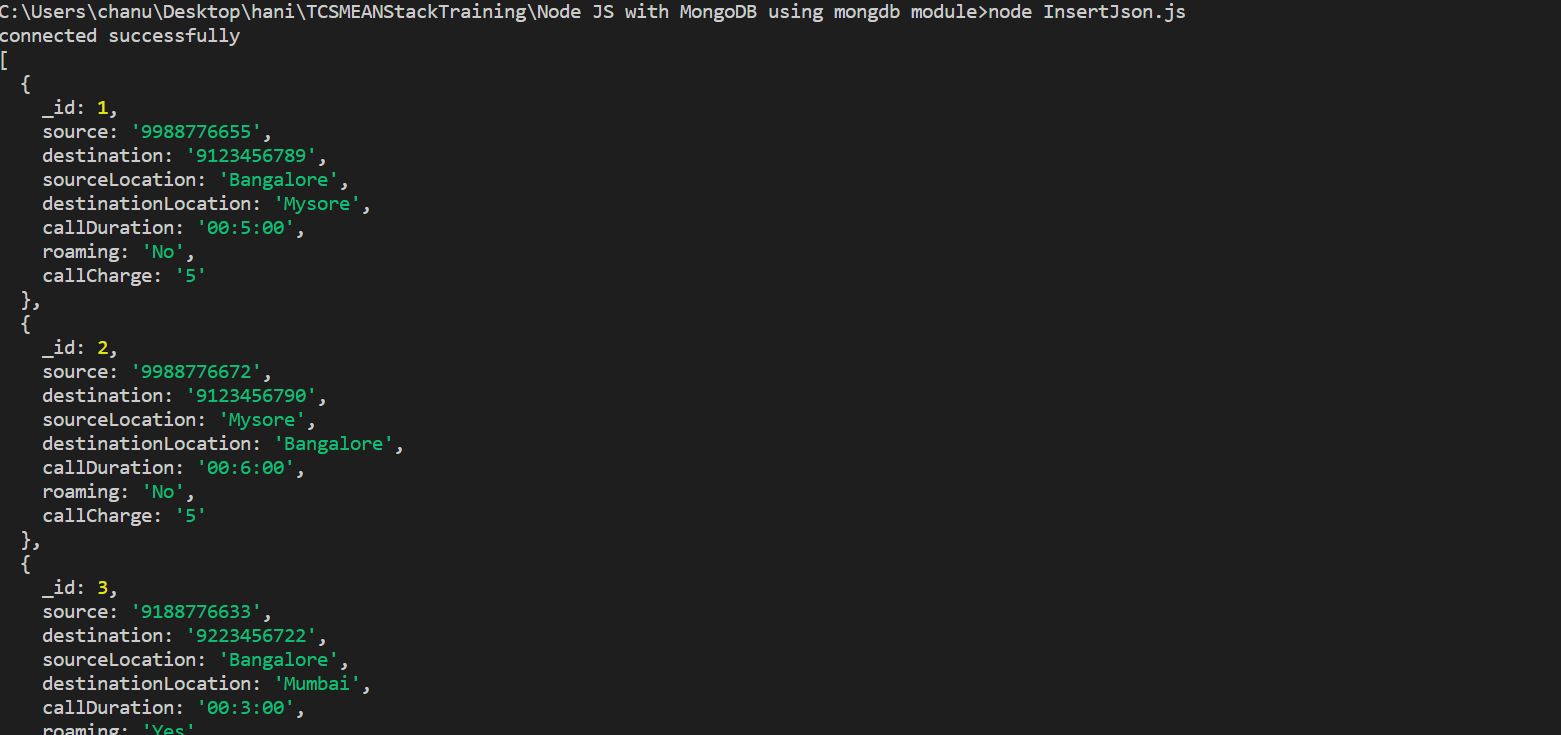 C:\Users\chanu\Desktop\hani\TCSMEANStackTraining\Node JS with MongoDB using mongdb module>node InsertJson.js
connected successfully
[
  {
    _id: 1,
    source: '9988776655',
    destination: '9123456789',
    sourceLocation: 'Bangalore',
    destinationLocation: 'Mysore',
    callDuration: '00:5:00',
    roaming: 'No',
    callCharge: '5'
  },
  {
    _id: 2,
    source: '9988776672',
    destination: '9123456790',
    sourceLocation: 'Mysore',
    destinationLocation: 'Bangalore',
    callDuration: '00:6:00',
    roaming: 'No',
    callCharge: '5'
  },
  {
    _id: 3,
    source: '9188776633',
    destination: '9223456722',
    sourceLocation: 'Bangalore',
    destinationLocation: 'Mumbai',
    callDuration: '00:3:00',
    roaming: 'Yes'